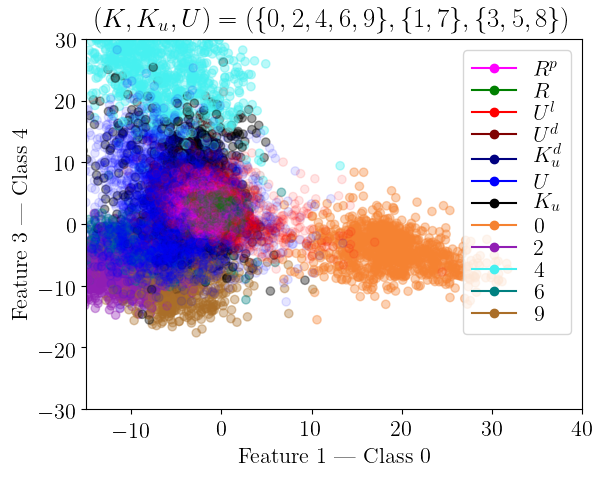 (K, K_u, U) = ({0, 2, 4, 6, 9}, {1, 7}, {3, 5, 8})
30
20
10
0
−10
−20
−30
Feature 3 — Class 4
R^p
R
U^l
U^d
K_u^d
U
K_u
0
2
4
6
9
−10
0
10
20
30
40
Feature 1 — Class 0